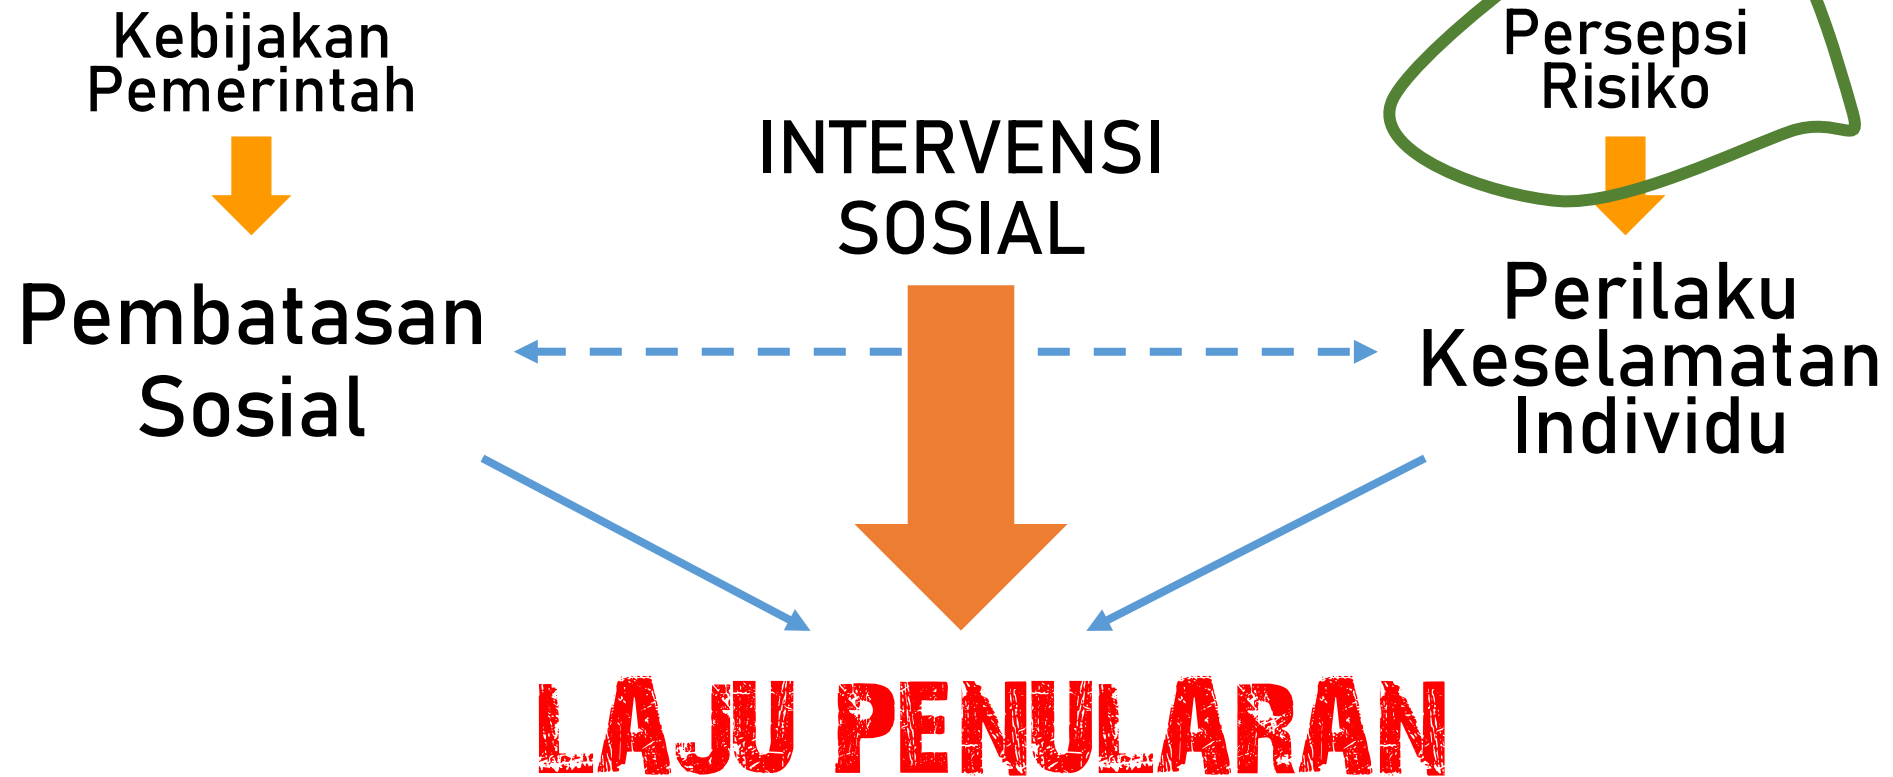 Kebijakan
Pemerintah
Persepsi
Risiko
INTERVENSI
SOSIAL
Pembatasan
Sosial
Perilaku
Keselamatan
Individu
LAJU PENULARAN